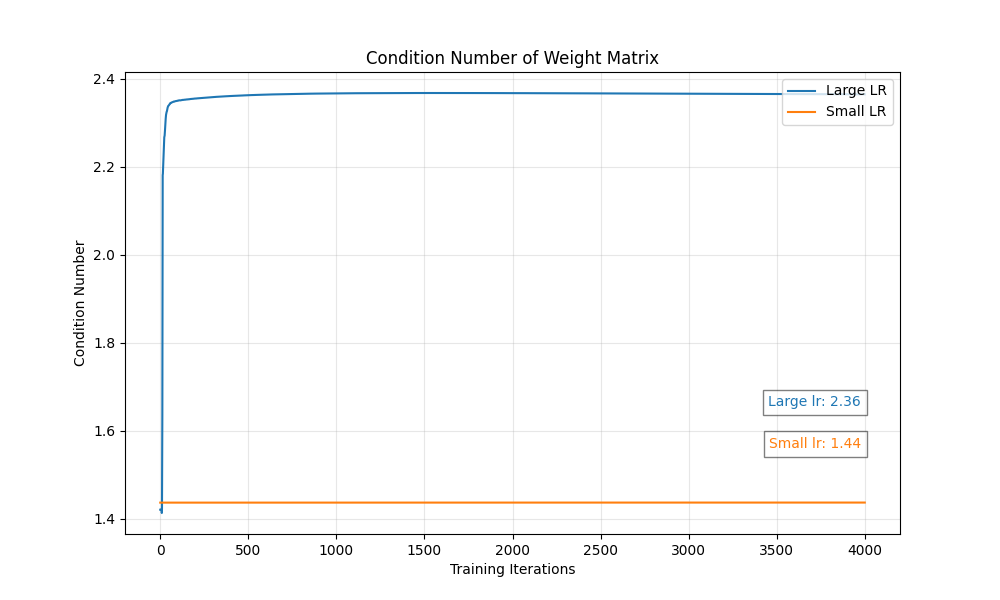 Condition Number of Weight Matrix
Large LR
Small LR
Condition Number
2.4
2.2
2.0
1.8
1.6
1.4
Large lr: 2.36
Small lr: 1.44
0 500 1000 1500 2000 2500 3000 3500 4000
Training Iterations